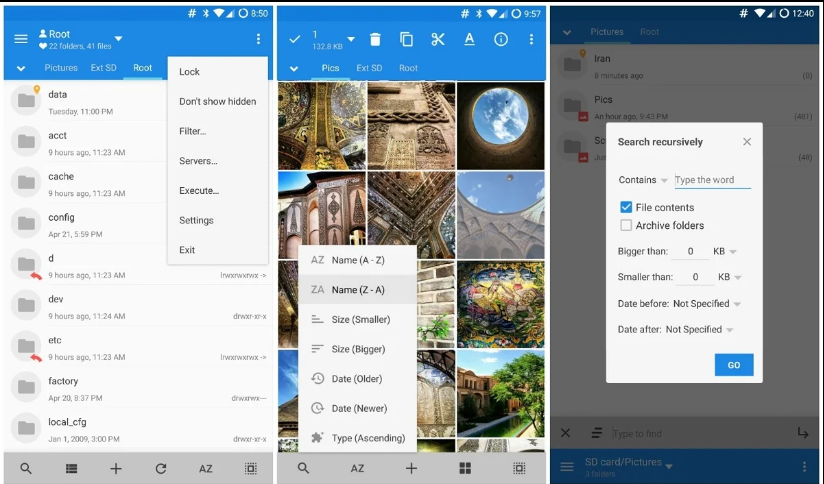 # 8:50
Root
22 folders, 41 files
Pictures Ext SD Root
Lock
Don't show hidden
Filter...
Servers...
Execute...
Settings
Exit
data
Tuesday, 11:00 PM
acct
9 hours ago, 11:23 AM
cache
9 hours ago, 11:23 AM
config
Apr 21, 5:59 PM
d
9 hours ago, 11:23 AM lrwxrwxrwx ->
dev
9 hours ago, 11:24 AM drwxr-xr-x
etc
9 hours ago, 11:23 AM lrwxrwxrwx ->
factory
Apr 20, 8:37 PM drwxrwx---
local_cfg
Jan 1, 2009, 3:00 PM drwxr-xr-x
AZ
# 9:57
1
132.8 KB
A
Pics Ext SD Root
AZ Name (A - Z)
ZA Name (Z - A)
Size (Smaller)
Size (Bigger)
Date (Older)
Date (Newer)
Type (Ascending)
AZ
# 12:40
Pictures Root
Iran
8 minutes ago (0)
Pics
An hour ago, 9:43 PM (481)
Sc
Jus (48)
Search recursively
Contains Type the word
File contents
Archive folders
Bigger than: 0 KB
Smaller than: 0 KB
Date before: Not Specified
Date after: Not Specified
GO
Type to find
SD card/Pictures
3 folders